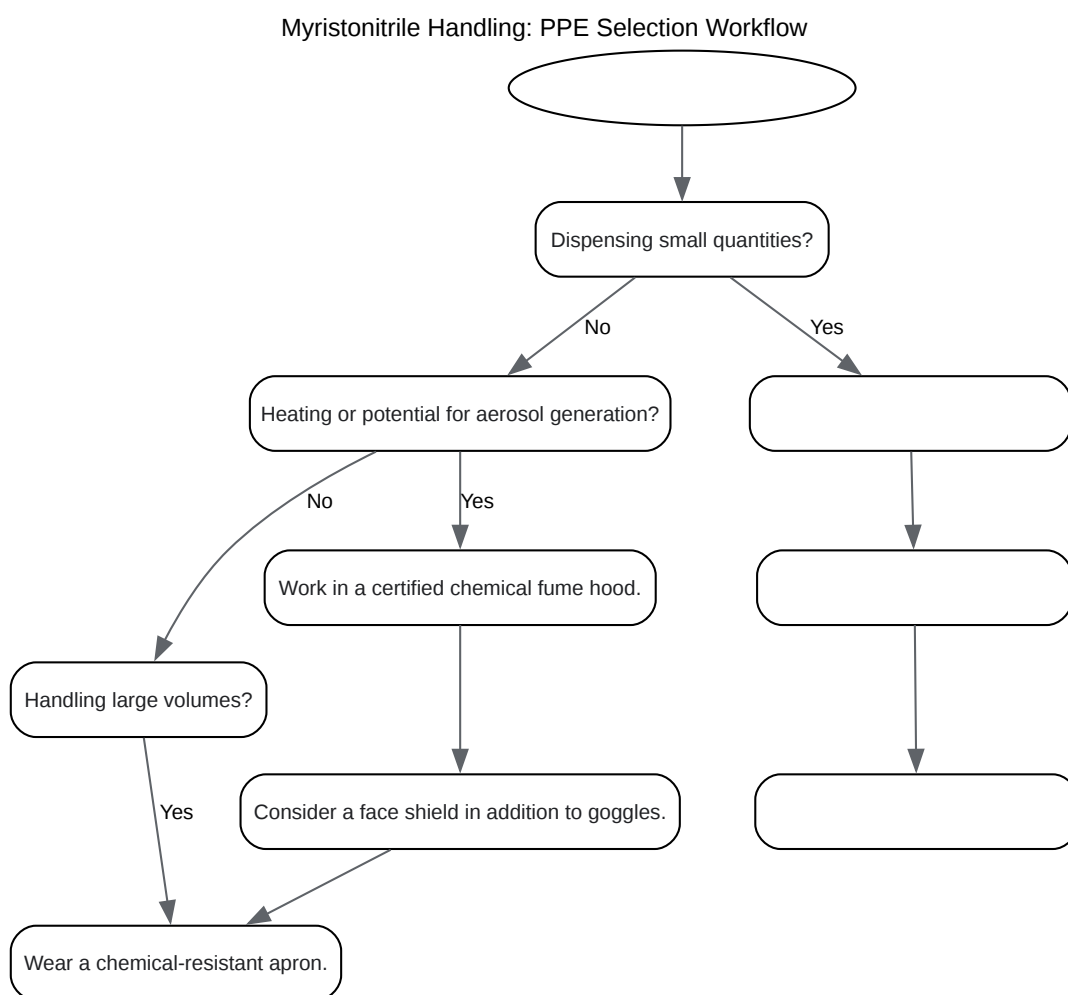 Myristonitrile Handling: PPE Selection Workflow
Dispensing small quantities?
No
Yes
Heating or potential for aerosol generation?
No
Yes
Work in a certified chemical fume hood.
Handling large volumes?
Yes
Consider a face shield in addition to goggles.
Wear a chemical-resistant apron.